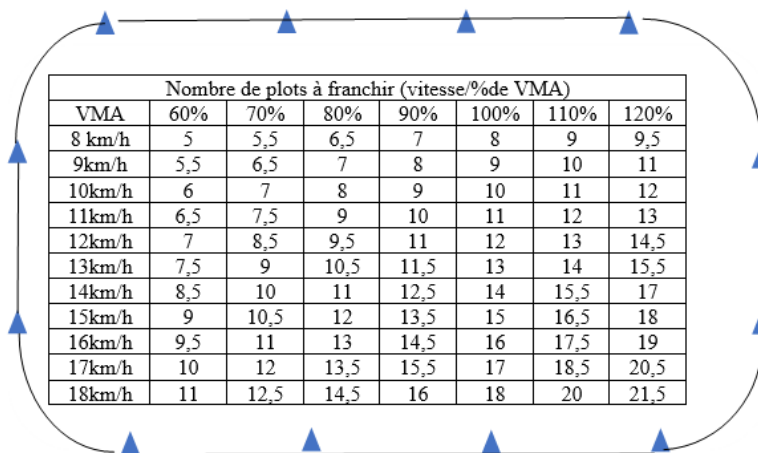 Nombre de plots à franchir (vitesse/%de VMA)
VMA 60% 70% 80% 90% 100% 110% 120%
8 km/h 5 5,5 6,5 7 8 9 9,5
9km/h 5,5 6,5 7 8 9 10 11
10km/h 6 7 8 9 10 11 12
11km/h 6,5 7,5 9 10 11 12 13
12km/h 7 8,5 9,5 11 12 13 14,5
13km/h 7,5 9 10,5 11,5 13 14 15,5
14km/h 8,5 10 11 12,5 14 15,5 17
15km/h 9 10,5 12 13,5 15 16,5 18
16km/h 9,5 11 13 14,5 16 17,5 19
17km/h 10 12 13,5 15,5 17 18,5 20,5
18km/h 11 12,5 14,5 16 18 20 21,5